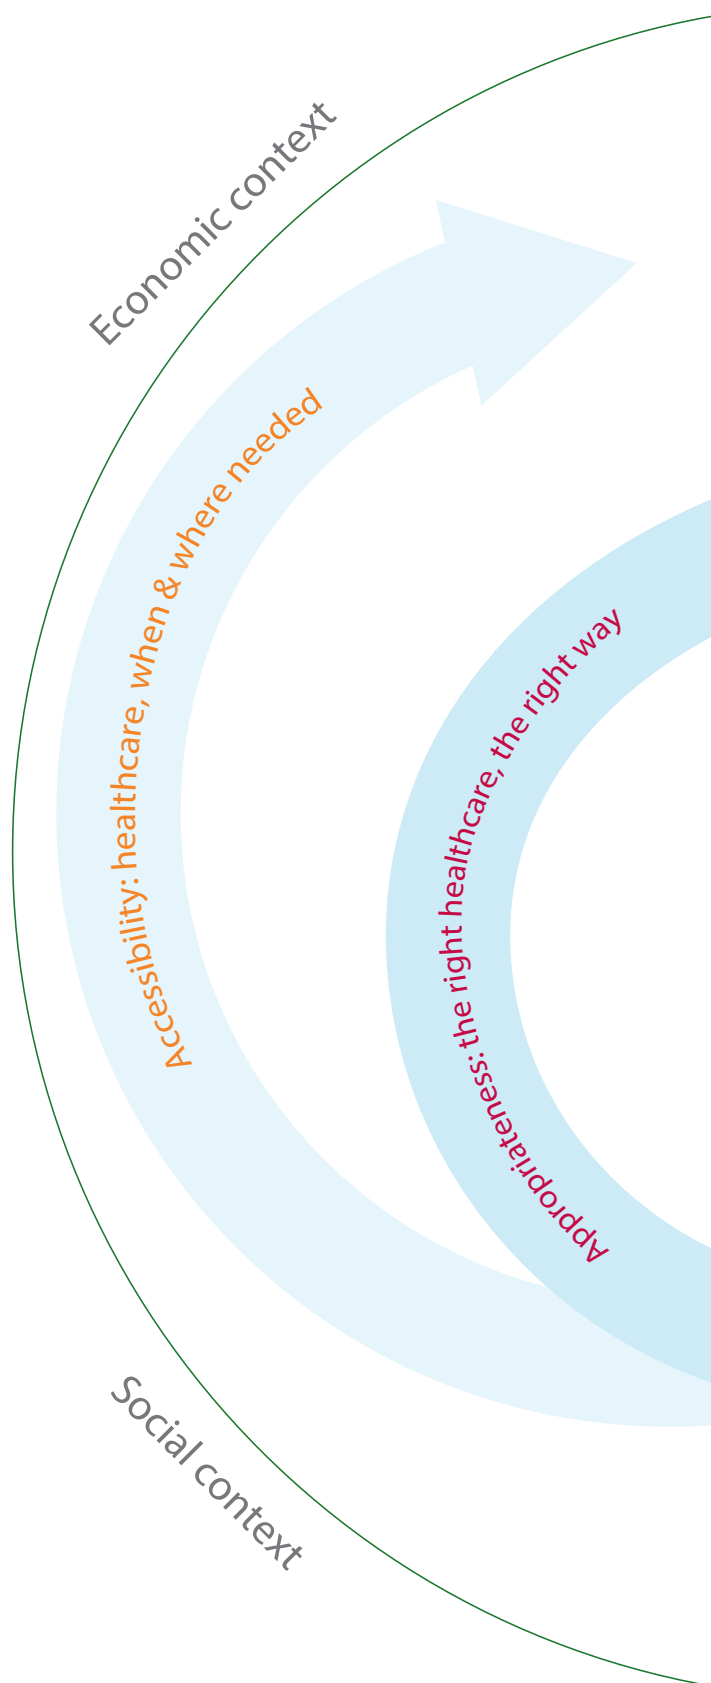 Economic context
Accessibility: healthcare, when & where needed
Appropriateness: the right healthcare, the right way
Social context